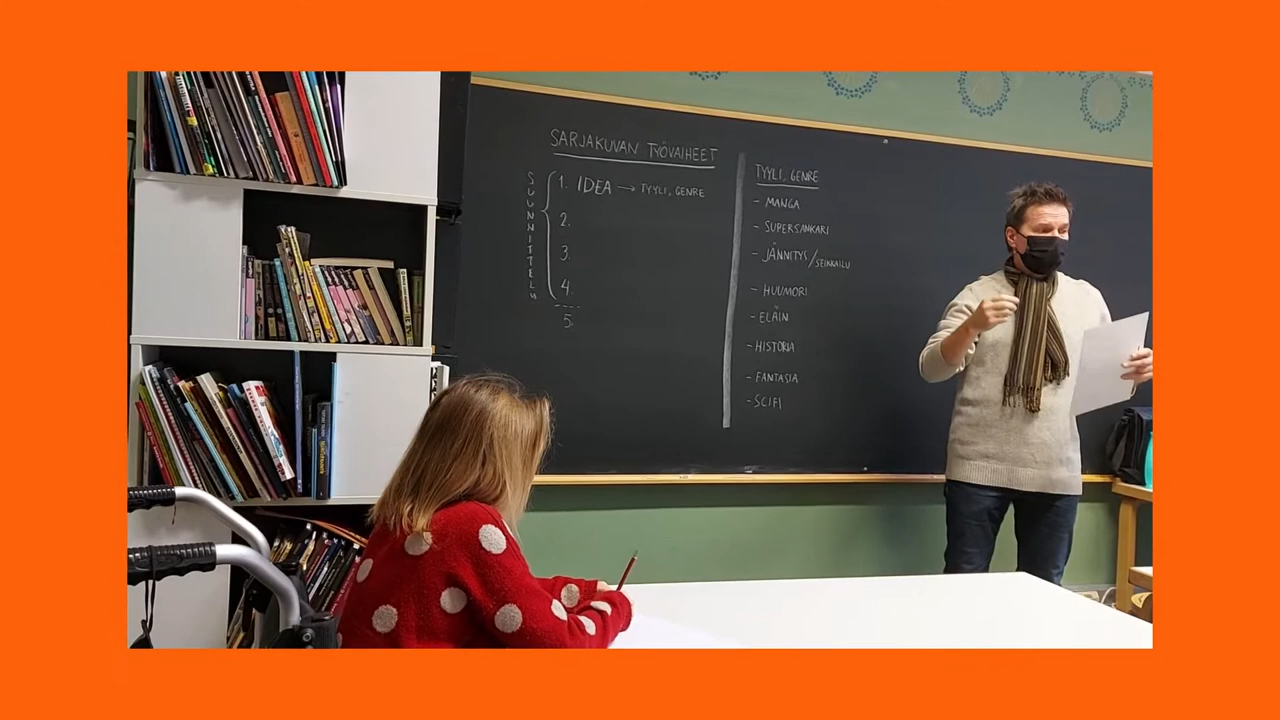 SARJAKUVAN TYÖVAIHEET
SUUNNITTELU
1. IDEA → TYYLI, GENRE
2.
3.
4.
5.
TYYLI, GENRE
- MANGA
- SUPERSANKARI
- JÄNNITYS/SEIKKAILU
- HUUMORI
- ELÄIN
- HISTORIA
- FANTASIA
- SCIFI